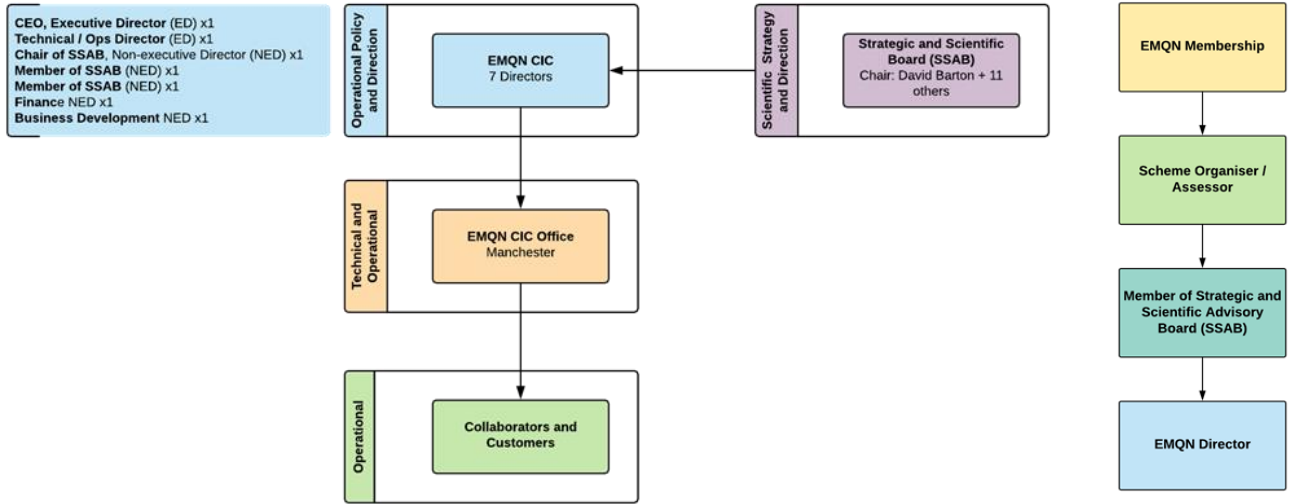 CEO, Executive Director (ED) x1
Technical / Ops Director (ED) x1
Chair of SSAB, Non-executive Director (NED) x1
Member of SSAB (NED) x1
Member of SSAB (NED) x1
Finance NED x1
Business Development NED x1
Operational Policy
and Direction
EMQN CIC
7 Directors
Scientific Strategy
and Direction
Strategic and Scientific
Board (SSAB)
Chair: David Barton + 11
others
Technical and
Operational
EMQN CIC Office
Manchester
Operational
Collaborators and
Customers
EMQN Membership
Scheme Organiser /
Assessor
Member of Strategic and
Scientific Advisory
Board (SSAB)
EMQN Director